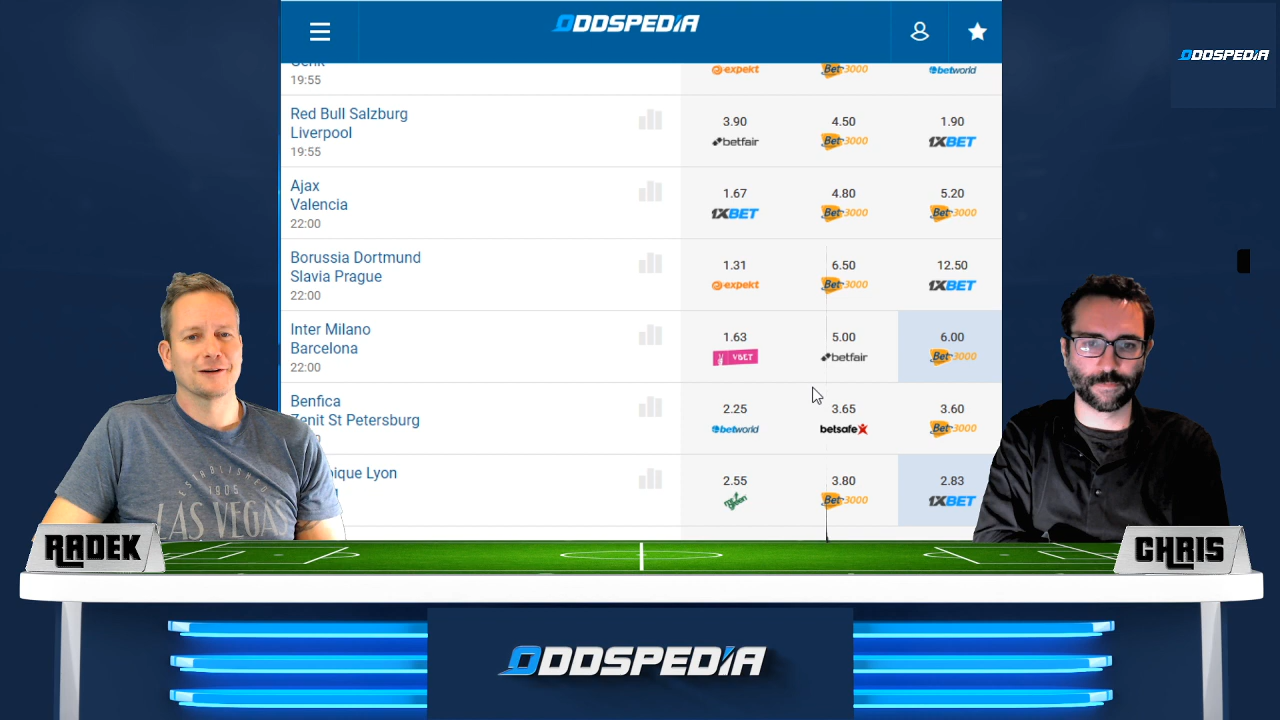 ODDSPEDIA
ODDSPEDIA
19:55
expekt
Bet3000
betworld
Red Bull Salzburg
Liverpool
19:55
3.90
4.50
1.90
betfair
Bet3000
1XBET
Ajax
Valencia
22:00
1.67
4.80
5.20
1XBET
Bet3000
Bet3000
Borussia Dortmund
Slavia Prague
22:00
1.31
6.50
12.50
expekt
Bet3000
1XBET
Inter Milano
Barcelona
22:00
1.63
5.00
6.00
VBET
betfair
Bet3000
Benfica
Zenit St Petersburg
2.25
3.65
3.60
betworld
betsafe
Bet3000
ique Lyon
2.55
3.80
2.83
Bet3000
1XBET
ESTABLISHED
1905
LAS VEGAS
RADEK
CHRIS
ODDSPEDIA